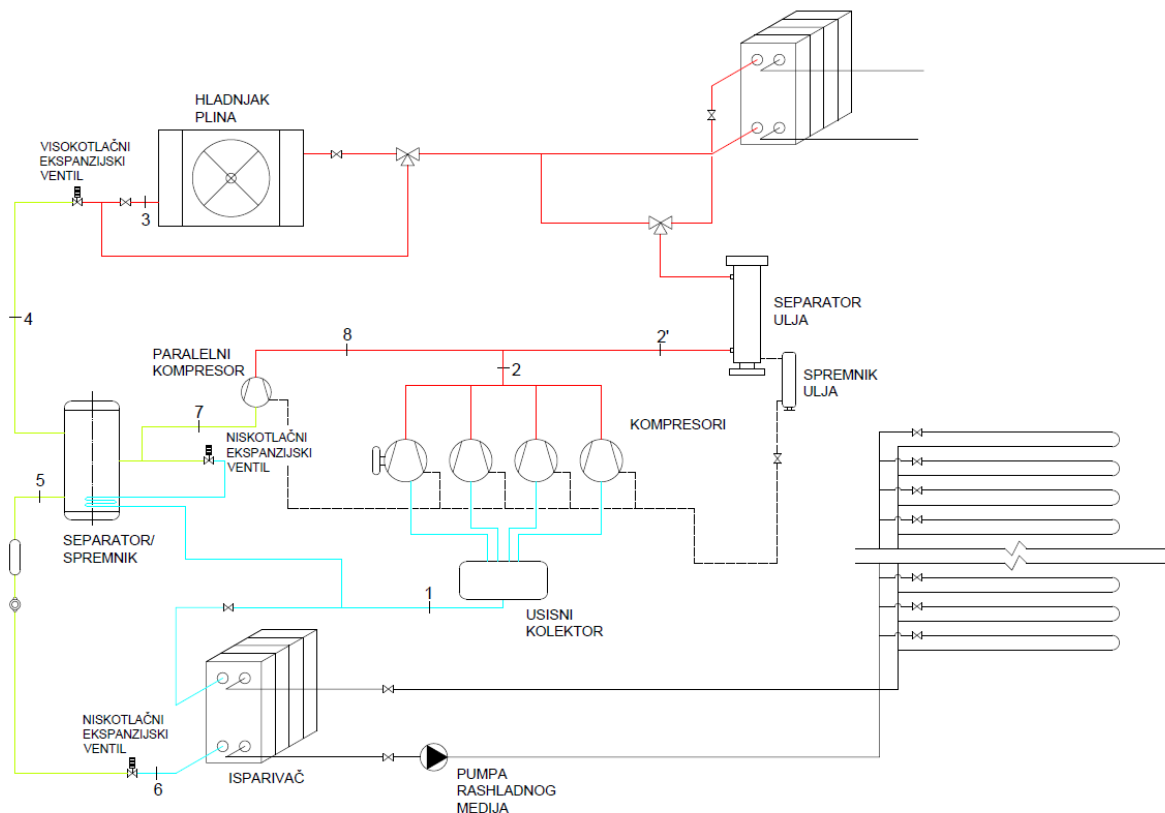 HLADNJAK
PLINA
VISOKOTLAČNI
EKSPANZIJSKI
VENTIL
3
4
SEPARATOR
ULJA
8
2'
PARALELNI
KOMPRESOR
2
SPREMNIK
ULJA
7
KOMPRESORI
NISKOTLAČNI
EKSPANZIJSKI
VENTIL
5
SEPARATOR/
SPREMNIK
1
USISNI
KOLEKTOR
NISKOTLAČNI
EKSPANZIJSKI
VENTIL
6
ISPARIVAČ
PUMPA
RASHLADNOG
MEDIJA